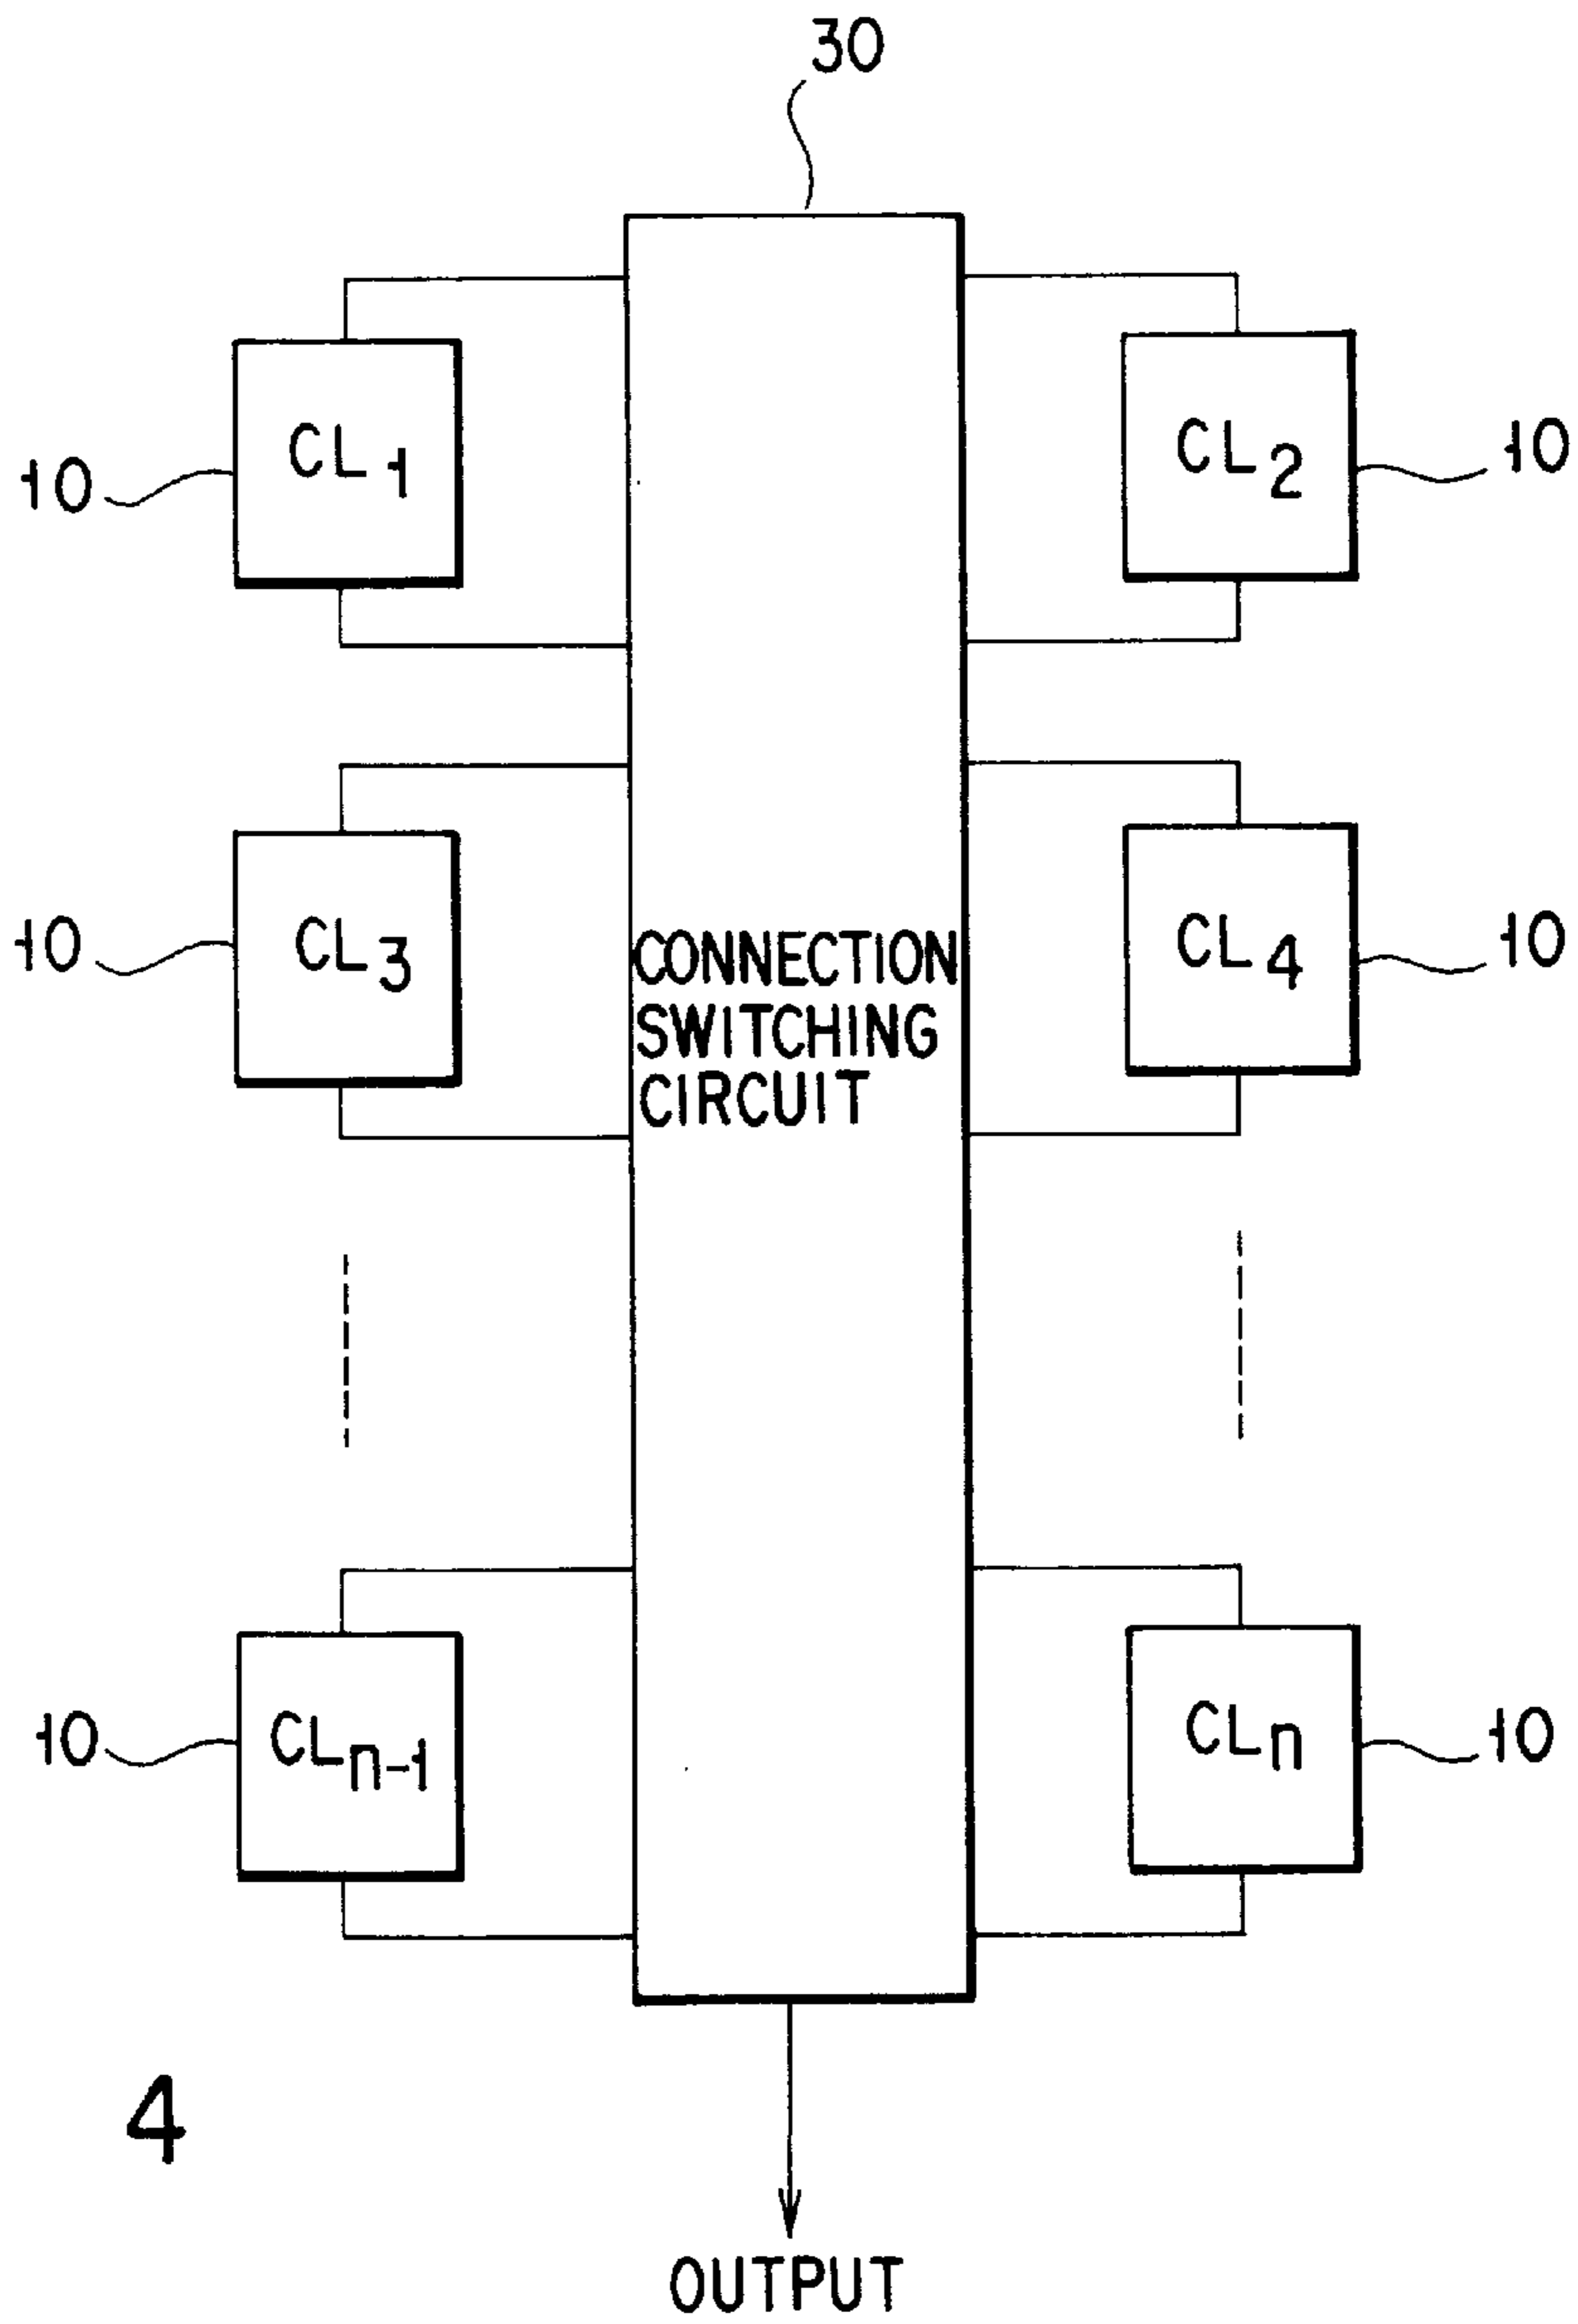 30
CL1
CL2
10
10
CL3
CL4
10
10
CONNECTION
SWITCHING
CIRCUIT
CLn-1
CLn
10
10
4
OUTPUT